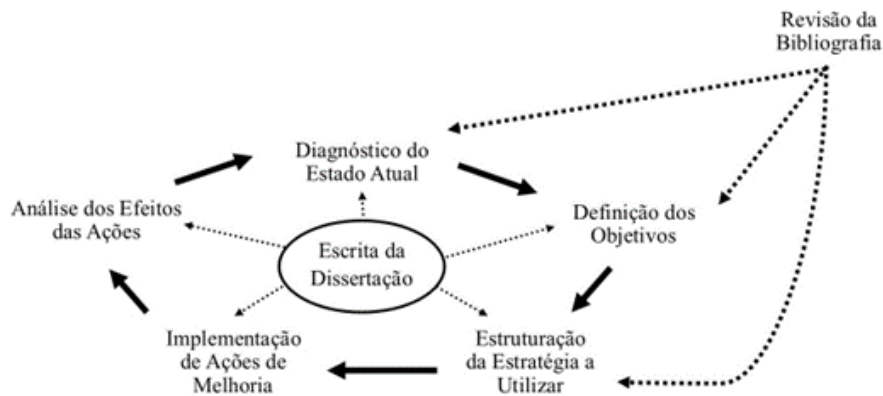 Revisão da
Bibliografia
Diagnóstico do
Estado Atual
Análise dos Efeitos
das Ações
Definição dos
Objetivos
Escrita da
Dissertação
Implementação
de Ações de
Melhoria
Estruturação
da Estratégia a
Utilizar